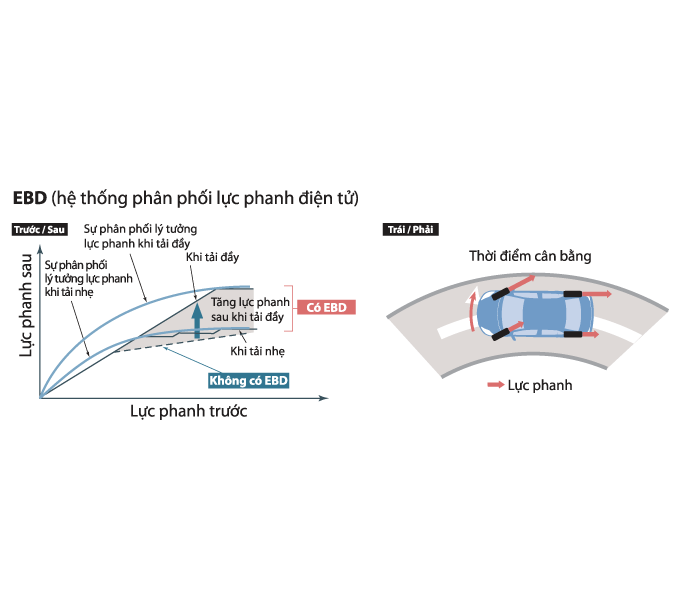 EBD (hệ thống phân phối lực phanh điện tử)
Trước / Sau
Sự phân phối lý tưởng
lực phanh khi tải đầy
Khi tải đầy
Sự phân phối
lý tưởng lực phanh
khi tải nhẹ
Lực phanh sau
Tăng lực phanh
sau khi tải đầy
Có EBD
Khi tải nhẹ
Không có EBD
Lực phanh trước
Trái / Phải
Thời điểm cân bằng
Lực phanh